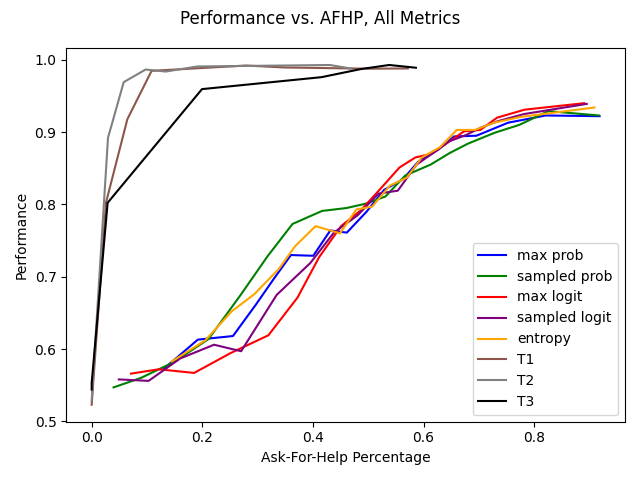 Performance vs. AFHP, All Metrics
1.0
0.9
0.8
0.7
0.6
0.5
Performance
0.0
0.2
0.4
0.6
0.8
Ask-For-Help Percentage
max prob
sampled prob
max logit
sampled logit
entropy
T1
T2
T3